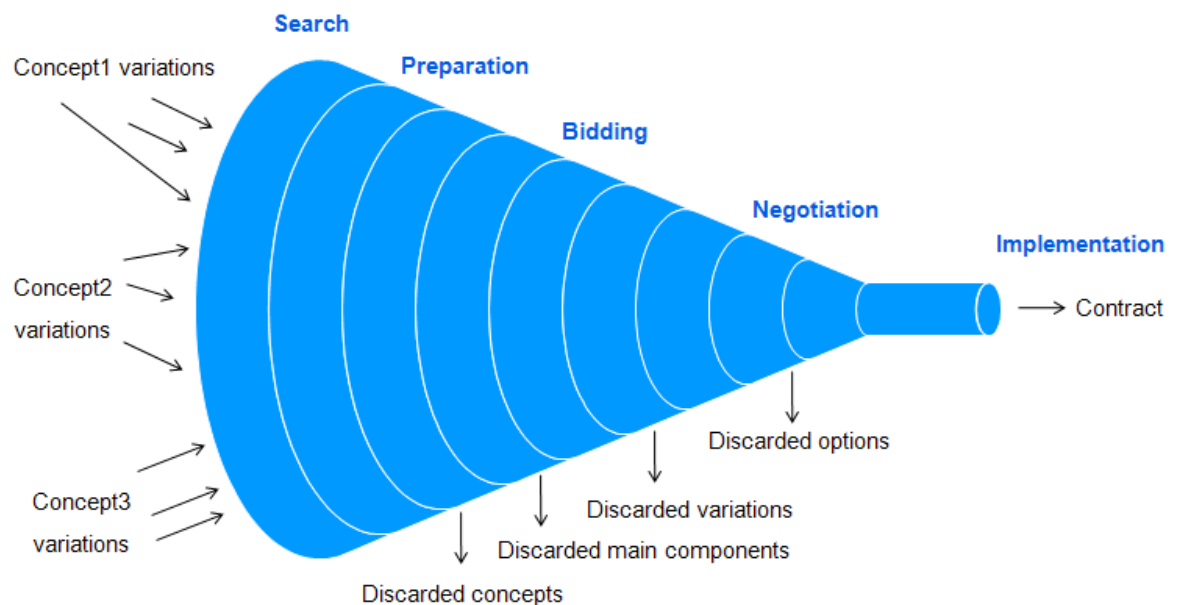 Search
Concept1 variations
Preparation
Bidding
Negotiation
Implementation
Concept2
variations
Contract
Discarded options
Concept3
variations
Discarded variations
Discarded main components
Discarded concepts